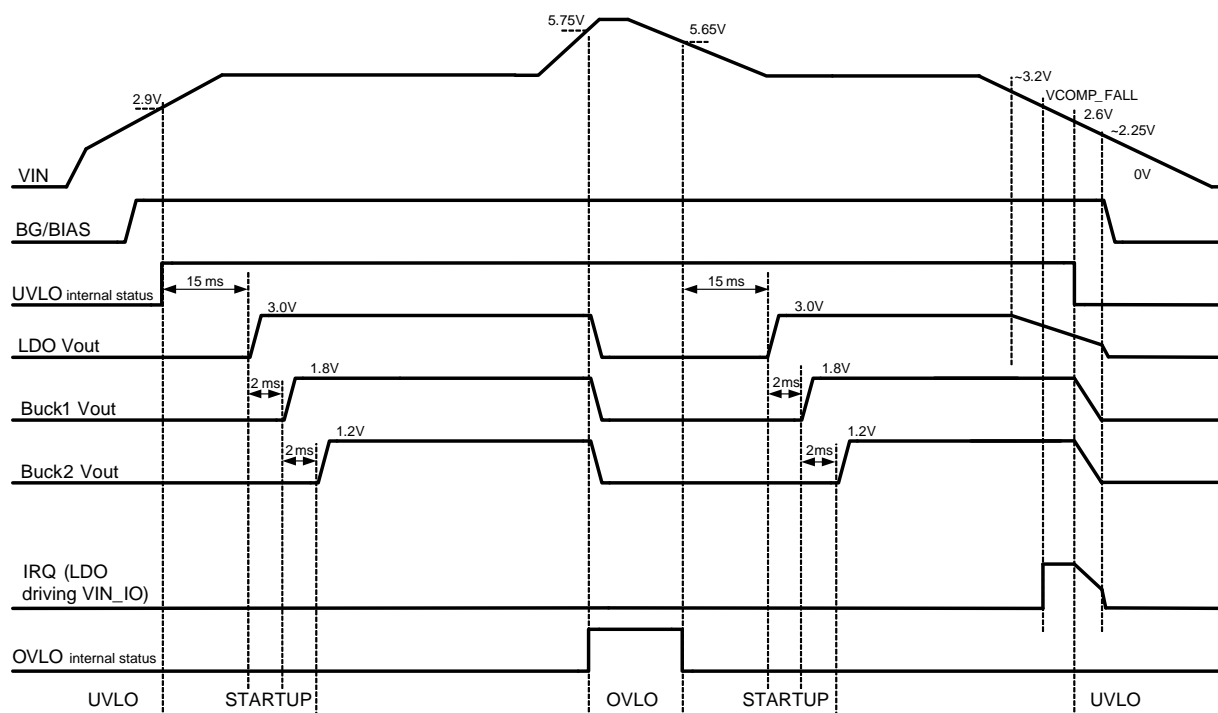 5.75V
5.65V
2.9V
~3.2V
VCOMP_FALL
2.6V
~2.25V
VIN
0V
BG/BIAS
15 ms
15 ms
UVLO internal status
3.0V
3.0V
LDO Vout
2 ms
1.8V
2ms
1.8V
Buck1 Vout
2ms
1.2V
2ms
1.2V
Buck2 Vout
IRQ (LDO
driving VIN_IO)
OVLO internal status
UVLO
STARTUP
OVLO
STARTUP
UVLO